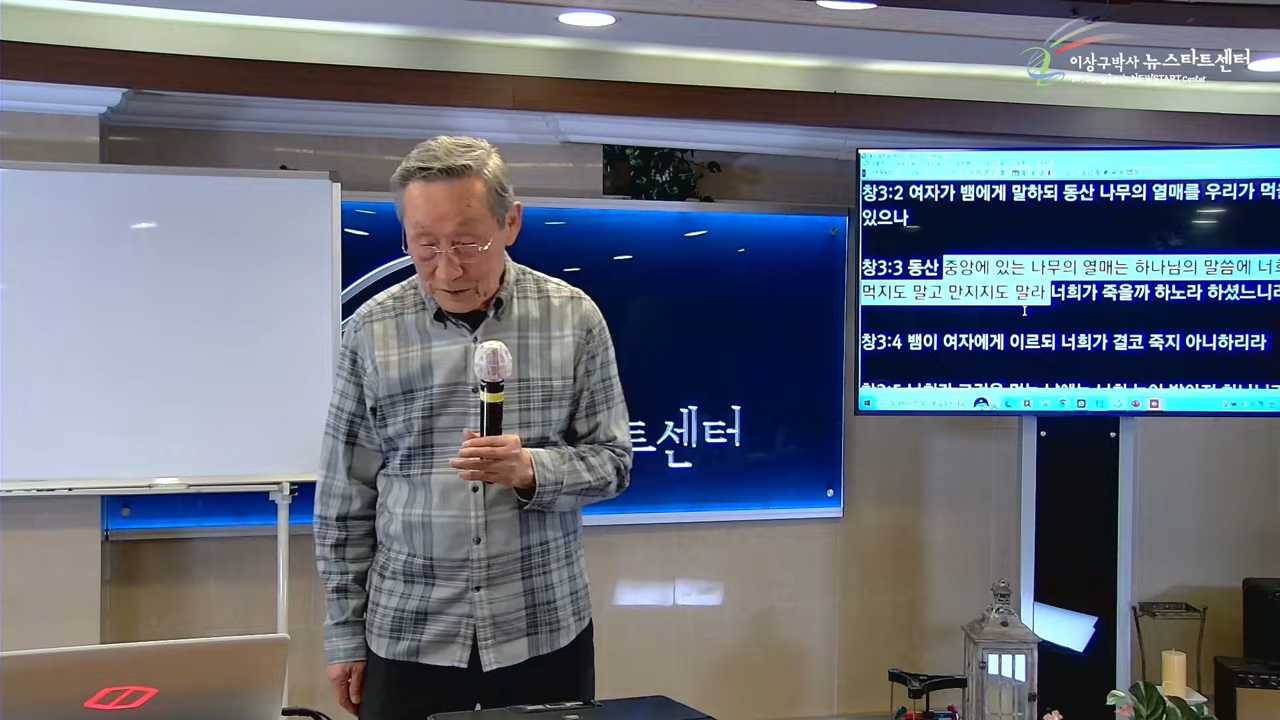 이상구박사 뉴스타트센터
창3:2 여자가 뱀에게 말하되 동산 나무의 열매를 우리가
있으나
창3:3 동산 중앙에 있는 나무의 열매는 하나님의 말씀에
먹지도 말고 만지지도 말라 너희가 죽을까 하노라 하셨느니라
창3:4 뱀이 여자에게 이르되 너희가 결코 죽지 아니하리라
트센터